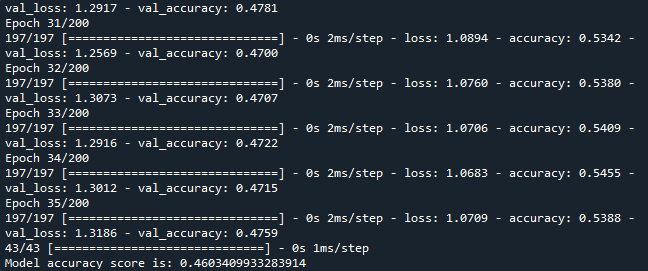 val_loss: 1.2917 - val_accuracy: 0.4781
Epoch 31/200
197/197 [==============================] - 0s 2ms/step - loss: 1.0894 - accuracy: 0.5342 -
val_loss: 1.2569 - val_accuracy: 0.4700
Epoch 32/200
197/197 [==============================] - 0s 2ms/step - loss: 1.0760 - accuracy: 0.5380 -
val_loss: 1.3073 - val_accuracy: 0.4707
Epoch 33/200
197/197 [==============================] - 0s 2ms/step - loss: 1.0706 - accuracy: 0.5409 -
val_loss: 1.2916 - val_accuracy: 0.4722
Epoch 34/200
197/197 [==============================] - 0s 2ms/step - loss: 1.0683 - accuracy: 0.5455 -
val_loss: 1.3012 - val_accuracy: 0.4715
Epoch 35/200
197/197 [==============================] - 0s 2ms/step - loss: 1.0709 - accuracy: 0.5388 -
val_loss: 1.3186 - val_accuracy: 0.4759
43/43 [==============================] - 0s 1ms/step
Model accuracy score is: 0.4603409933283914